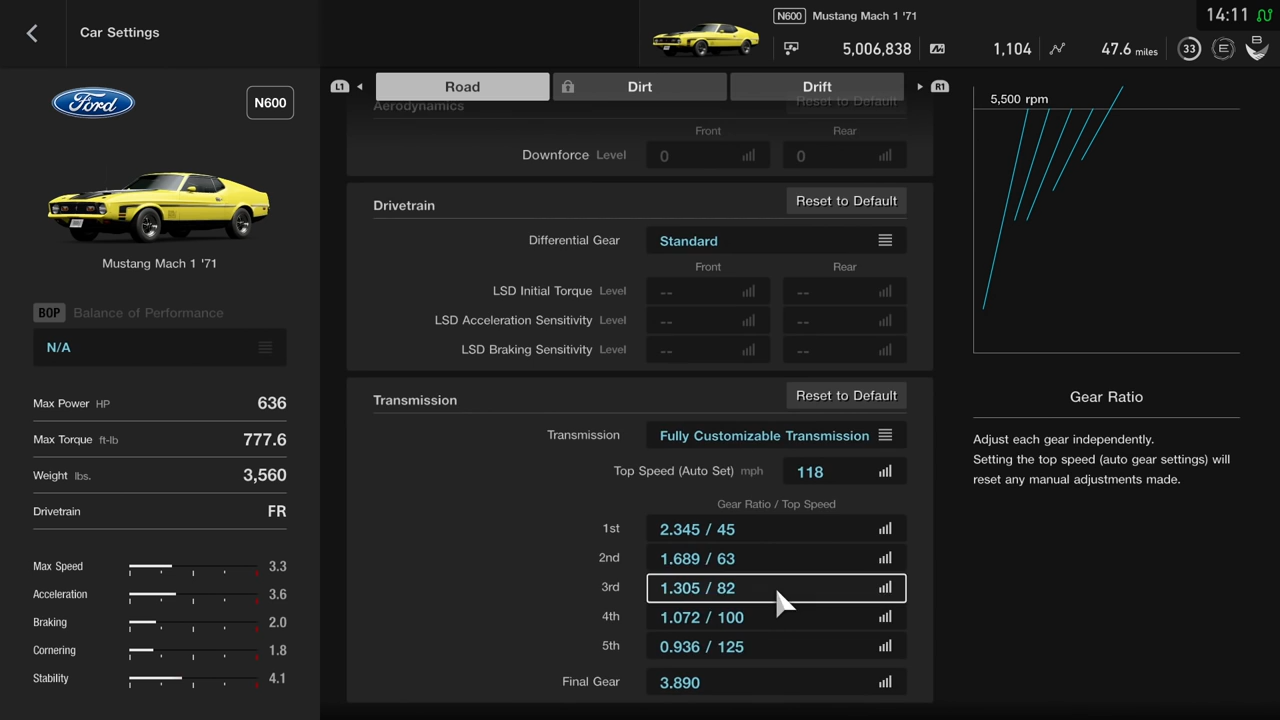 Car Settings
N600 Mustang Mach 1 '71
14:11
5,006,838 1,104 47.6 miles 33 E B
Ford
N600
Mustang Mach 1 '71
BOP Balance of Performance
N/A
Max Power HP 636
Max Torque ft-lb 777.6
Weight lbs. 3,560
Drivetrain FR
Max Speed 3.3
Acceleration 3.6
Braking 2.0
Cornering 1.8
Stability 4.1
L1 Road Dirt Drift R1
Aerodynamics Reset to Default
Front Rear
Downforce Level 0 0
Drivetrain Reset to Default
Differential Gear Standard
Front Rear
LSD Initial Torque Level -- --
LSD Acceleration Sensitivity Level -- --
LSD Braking Sensitivity Level -- --
Transmission Reset to Default
Transmission Fully Customizable Transmission
Top Speed (Auto Set) mph 118
Gear Ratio / Top Speed
1st 2.345 / 45
2nd 1.689 / 63
3rd 1.305 / 82
4th 1.072 / 100
5th 0.936 / 125
Final Gear 3.890
5,500 rpm
Gear Ratio
Adjust each gear independently.
Setting the top speed (auto gear settings) will
reset any manual adjustments made.